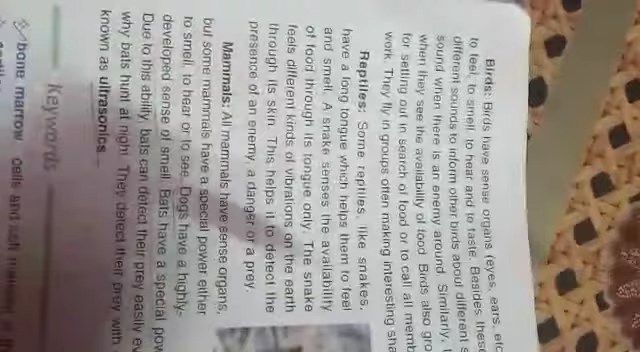 Birds: Birds have sense organs (eyes, ears, etc
to feel, to smell, to hear and to taste. Besides, these
different sounds to inform other birds about different s
sound when there is an enemy around. Similarly, t
when they see the availability of food. Birds also gro
for setting out in search of food or to call all memb
work. They fly in groups often making interesting sha
Reptiles: Some reptiles, like snakes,
have a long tongue which helps them to feel
and smell. A snake senses the availability
of food through its tongue only. The snake
feels different kinds of vibrations on the earth
through its skin. This helps it to detect the
presence of an enemy, a danger or a prey.
Mammals: All mammals have sense organs,
but some mammals have a special power either
to smell, to hear or to see. Dogs have a highly-
developed sense of smell. Bats have a special pow
Due to this ability, bats can detect their prey easily ev
why bats hunt at night. They detect their prey with
known as ultrasonics.
Keywords
bone marrow cells and soft